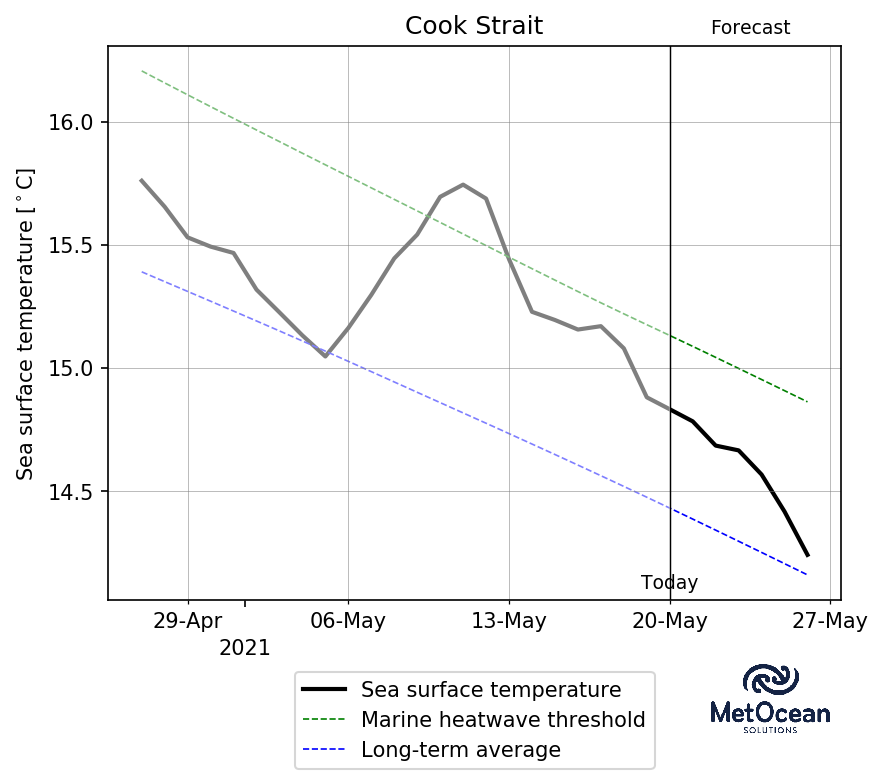 Cook Strait
Forecast
Sea surface temperature [°C]
16.0
15.5
15.0
14.5
Today
29-Apr 06-May 13-May 20-May 27-May
2021
Sea surface temperature
Marine heatwave threshold
Long-term average
MetOcean
SOLUTIONS